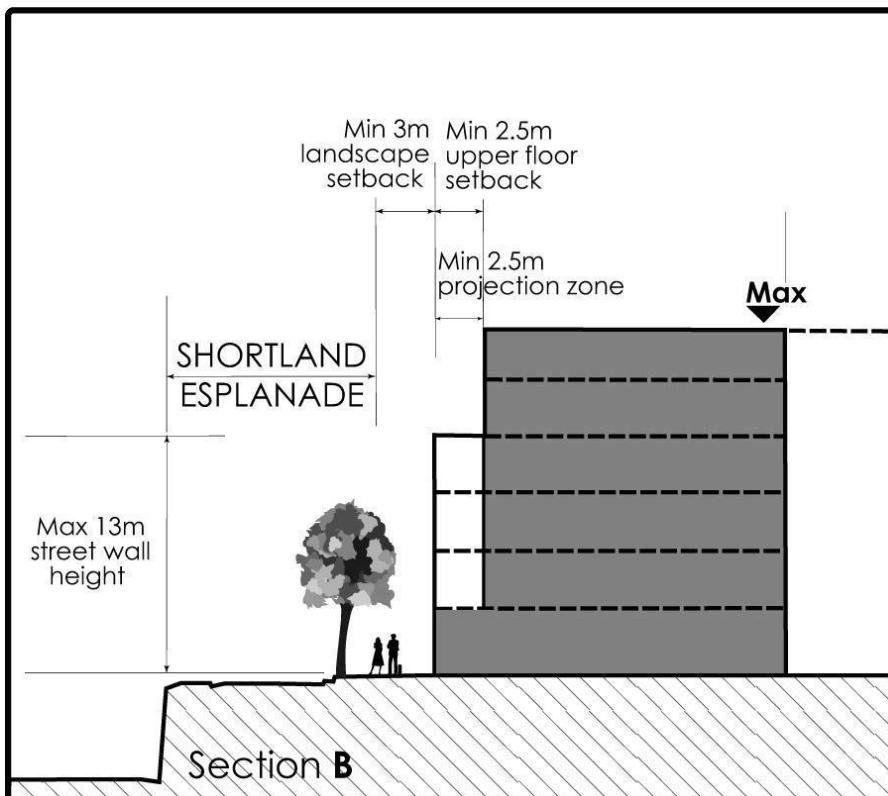 Min 3m
landscape
setback
Min 2.5m
upper floor
setback
Min 2.5m
projection zone
Max
SHORTLAND
ESPLANADE
Max 13m
street wall
height
Section B